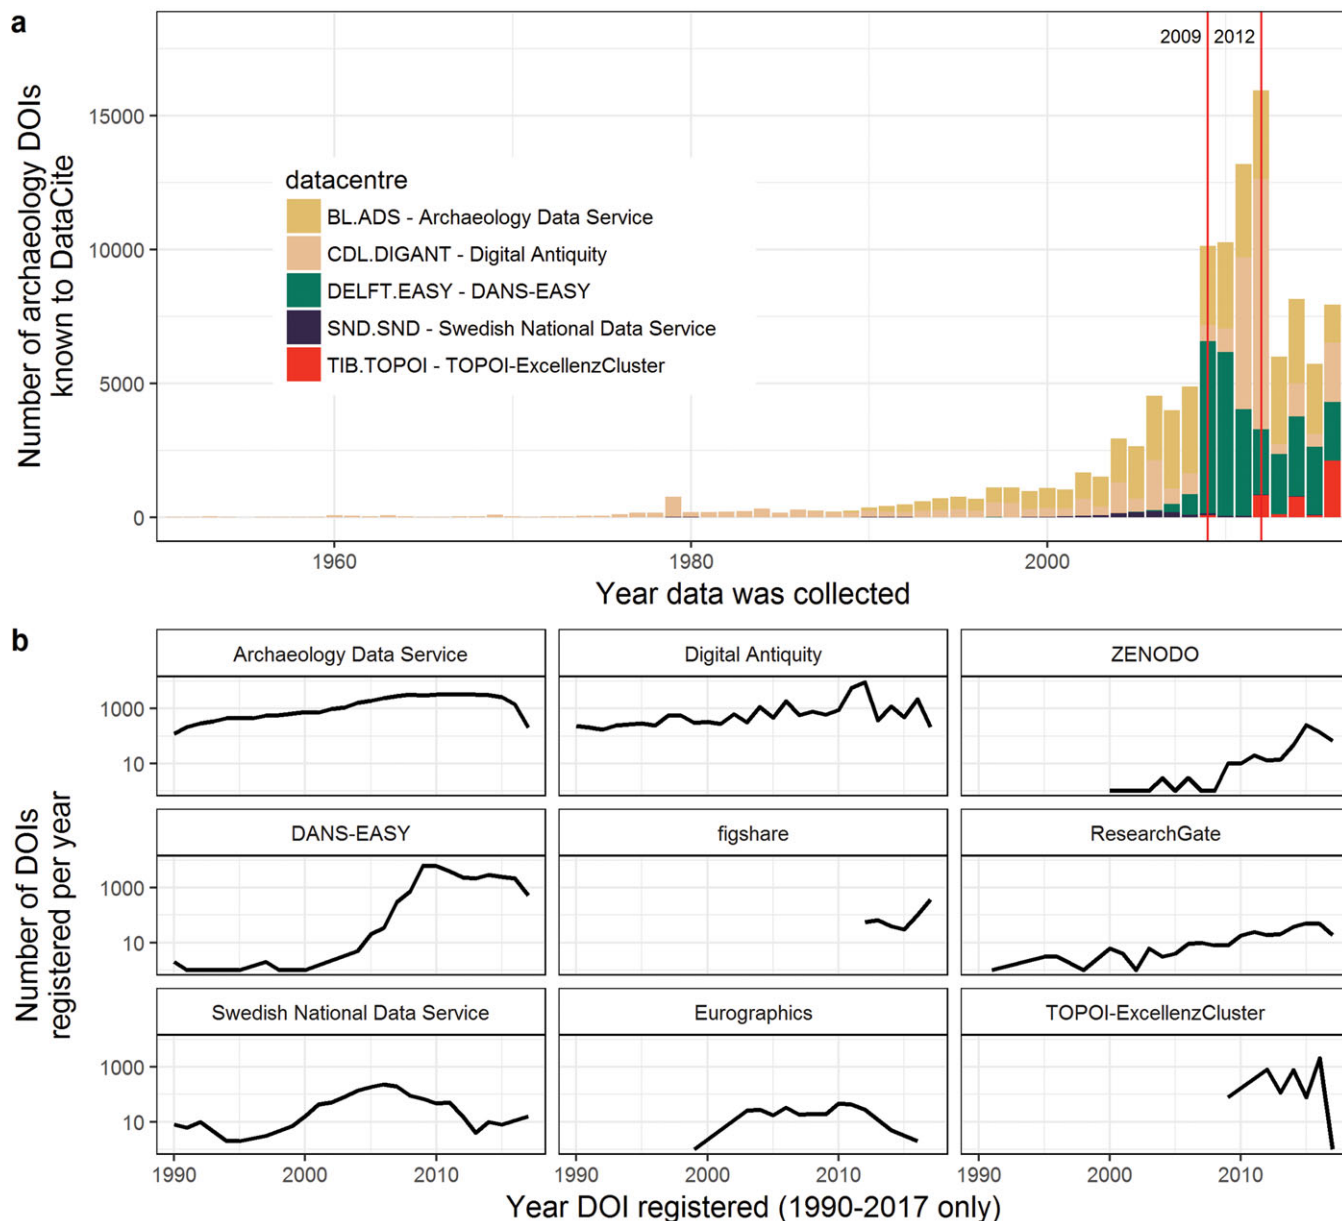 a
Number of archaeology DOIs
known to DataCite
15000
10000
5000
0
2009
2012
datacentre
BL.ADS - Archaeology Data Service
CDL.DIGANT - Digital Antiquity
DELFT.EASY - DANS-EASY
SND.SND - Swedish National Data Service
TIB.TOPOI - TOPOI-ExcellenzCluster
1960
1980
2000
Year data was collected
b
Number of DOIs
registered per year
Archaeology Data Service
Digital Antiquity
ZENODO
1000
10
DANS-EASY
figshare
ResearchGate
1000
10
Swedish National Data Service
Eurographics
TOPOI-ExcellenzCluster
1000
10
1990
2000
2010
1990
2000
2010
1990
2000
2010
Year DOI registered (1990-2017 only)